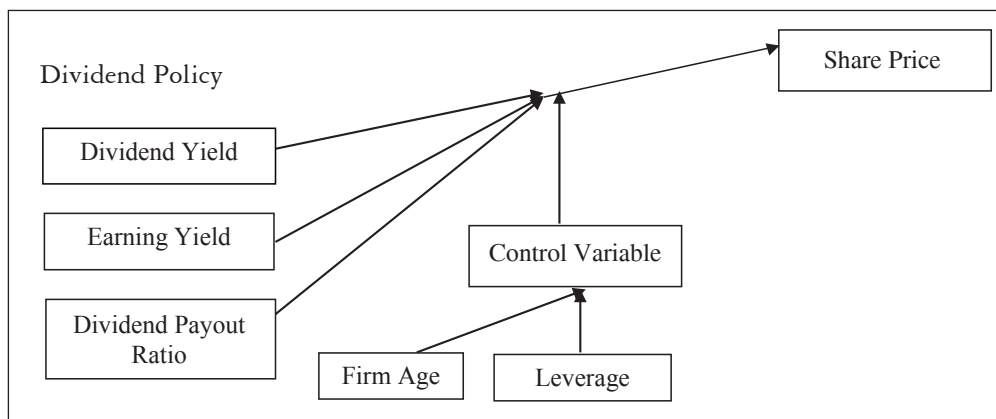 Share Price
Dividend Policy
Dividend Yield
Earning Yield
Control Variable
Dividend Payout
Ratio
Firm Age
Leverage